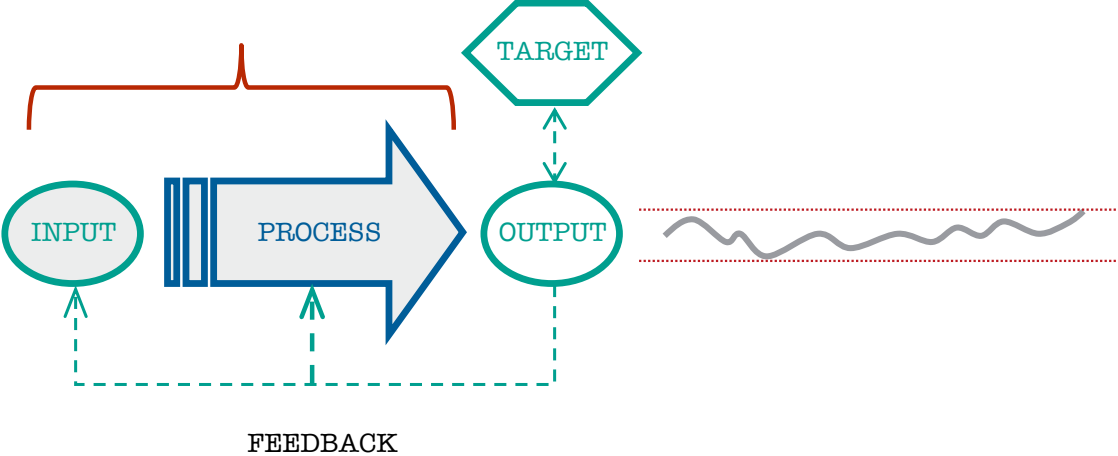 TARGET
INPUT
PROCESS
OUTPUT
FEEDBACK